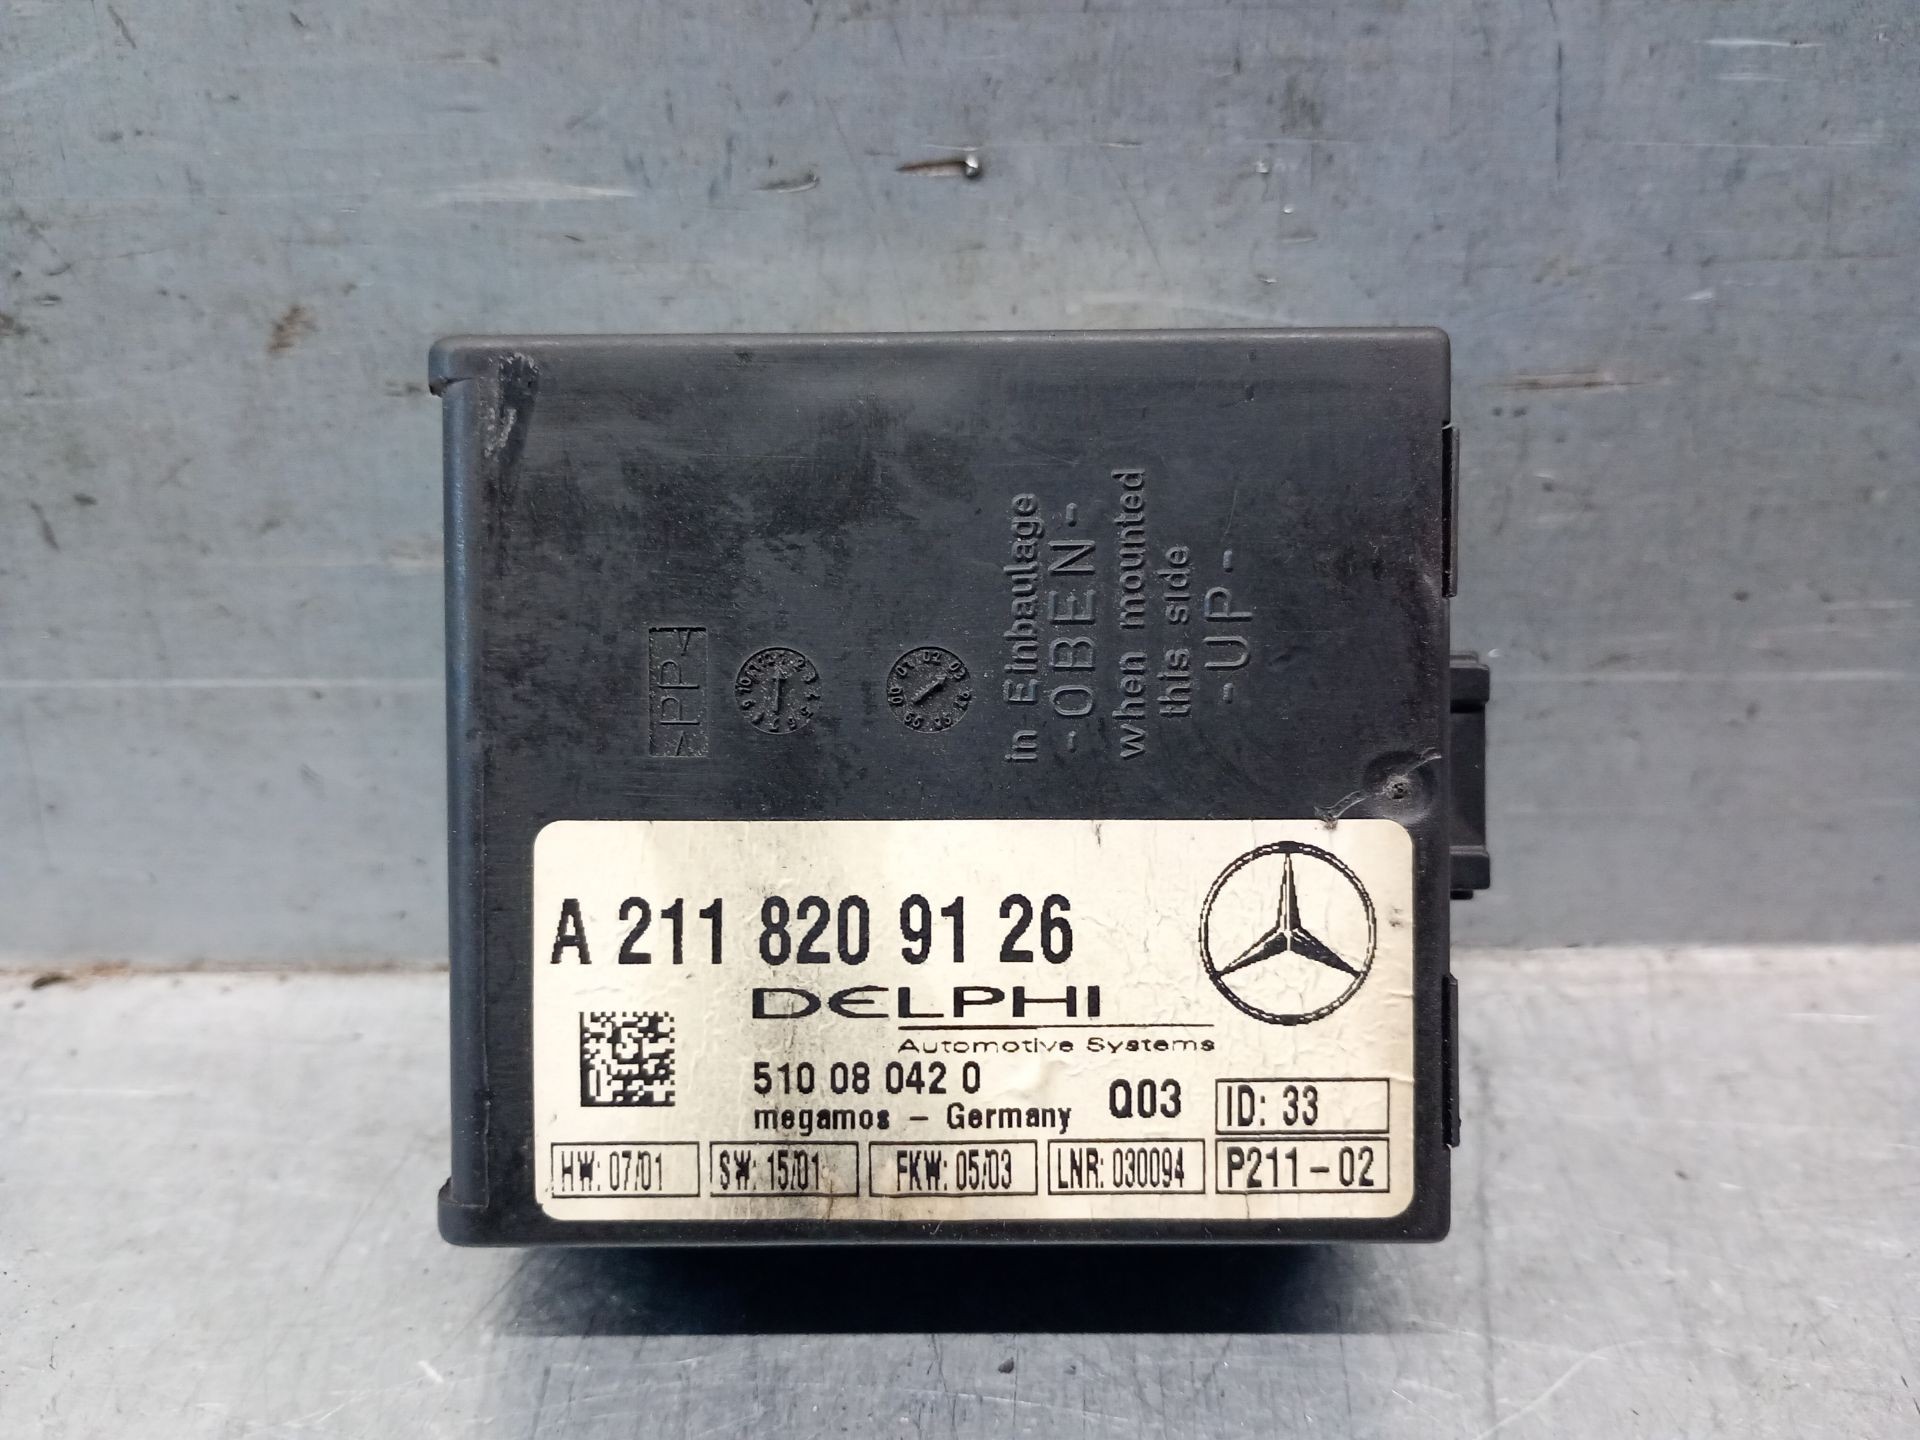 in Einbaulage
-OBEN-
when mounted
this side
-UP-
>PP<
A 211 820 91 26
DELPHI
Automotive Systems
510 08 042 0
megamos - Germany
Q03
ID: 33
HW: 07/01
SW: 15/01
FKW: 05/03
LNR: 030094
P211-02